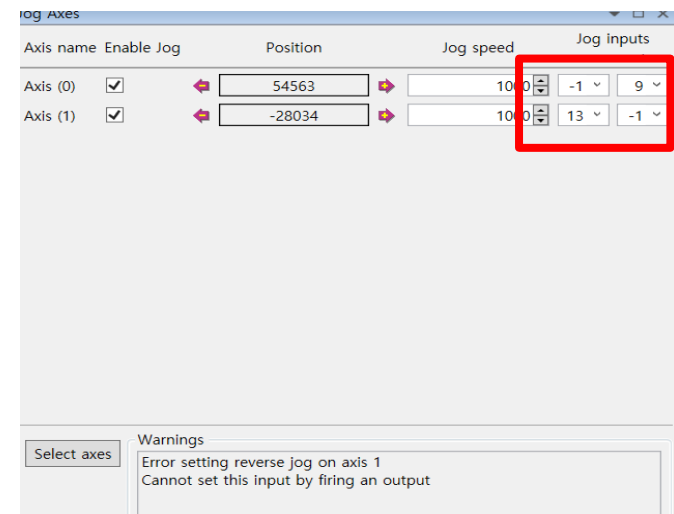 Jog Axes
Axis name Enable Jog Position Jog speed Jog inputs
Axis (0) 54563 1000 -1 9
Axis (1) -28034 1000 13 -1
Select axes
Warnings
Error setting reverse jog on axis 1
Cannot set this input by firing an output